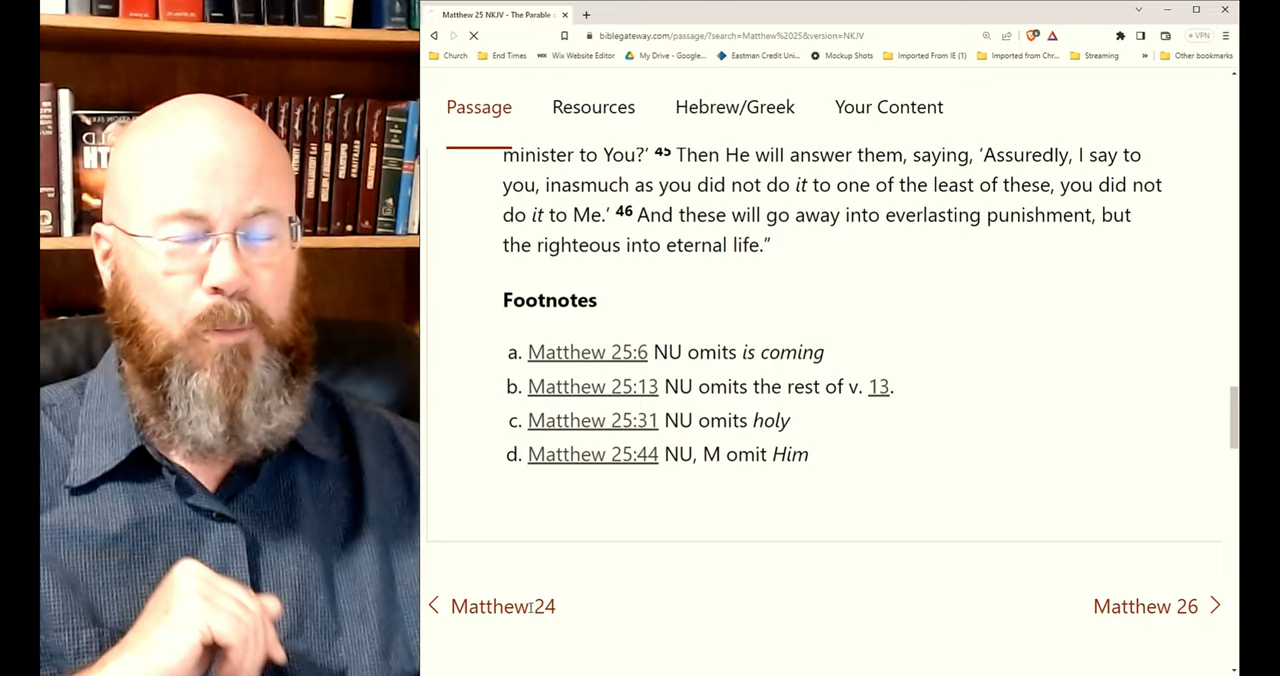 Matthew 25 NKJV - The Parable
biblegateway.com/passage/?search=Matthew%2025&version=NKJV
VPN
Church End Times Wix Website Editor My Drive - Google... Eastman Credit Uni... Mockup Shots Imported From IE (1) Imported from Chr... Streaming » Other bookmarks
Passage Resources Hebrew/Greek Your Content
minister to You?’ 45 Then He will answer them, saying, ‘Assuredly, I say to
you, inasmuch as you did not do it to one of the least of these, you did not
do it to Me.’ 46 And these will go away into everlasting punishment, but
the righteous into eternal life.”
Footnotes
a. Matthew 25:6 NU omits is coming
b. Matthew 25:13 NU omits the rest of v. 13.
c. Matthew 25:31 NU omits holy
d. Matthew 25:44 NU, M omit Him
Matthew 24
Matthew 26